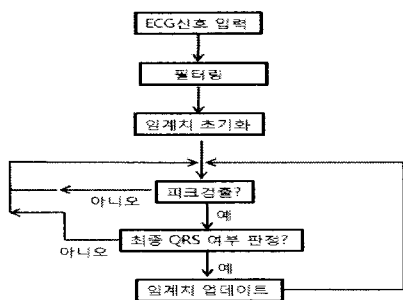 ECG신호 입력
필터링
임계치 초기화
피크검출?
아니오
예
최종 QRS 여부 판정?
아니오
예
임계치 업데이트